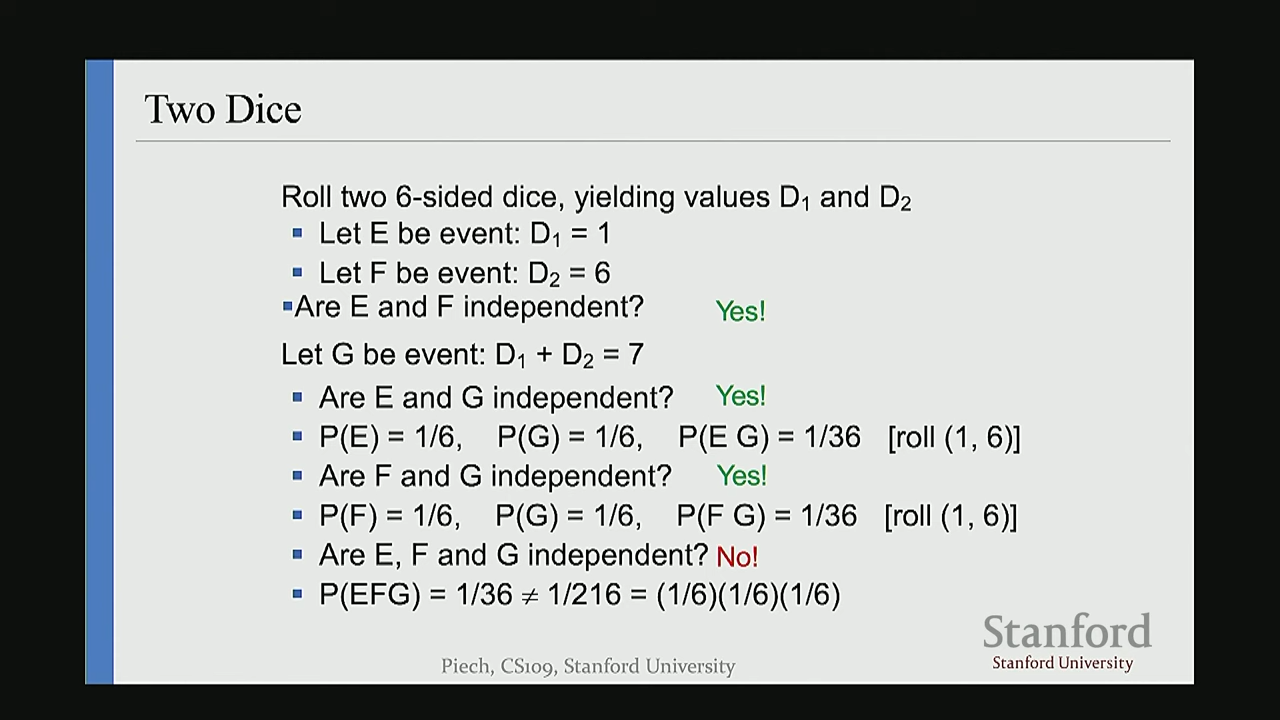 Two Dice
Roll two 6-sided dice, yielding values D₁ and D₂
▪ Let E be event: D₁ = 1
▪ Let F be event: D₂ = 6
▪Are E and F independent? Yes!
Let G be event: D₁ + D₂ = 7
▪ Are E and G independent? Yes!
▪ P(E) = 1/6, P(G) = 1/6, P(E G) = 1/36 [roll (1, 6)]
▪ Are F and G independent? Yes!
▪ P(F) = 1/6, P(G) = 1/6, P(F G) = 1/36 [roll (1, 6)]
▪ Are E, F and G independent? No!
▪ P(EFG) = 1/36 ≠ 1/216 = (1/6)(1/6)(1/6)
Stanford
Stanford University
Piech, CS109, Stanford University